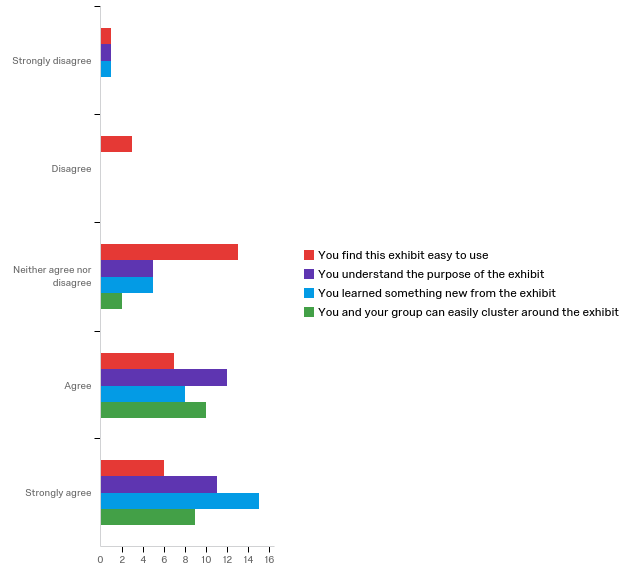 Strongly disagree
Disagree
Neither agree nor
disagree
Agree
Strongly agree
0 2 4 6 8 10 12 14 16
You find this exhibit easy to use
You understand the purpose of the exhibit
You learned something new from the exhibit
You and your group can easily cluster around the exhibit